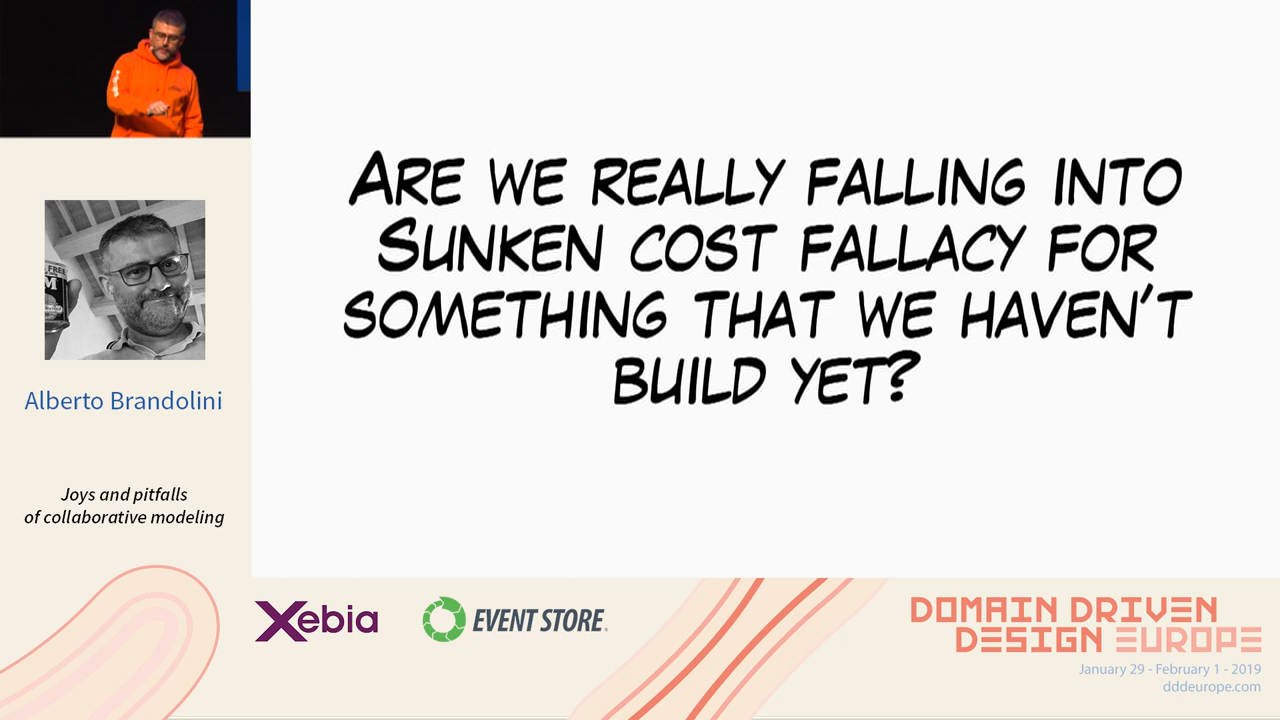 Are we really falling into
Sunken cost fallacy for
something that we haven't
build yet?
FREE
M
Alberto Brandolini
Joys and pitfalls
of collaborative modeling
Xebia
EVENT STORE
DOMAIN DRIVEN
DESIGN EUROPE
January 29 - February 1 - 2019
dddeurope.com